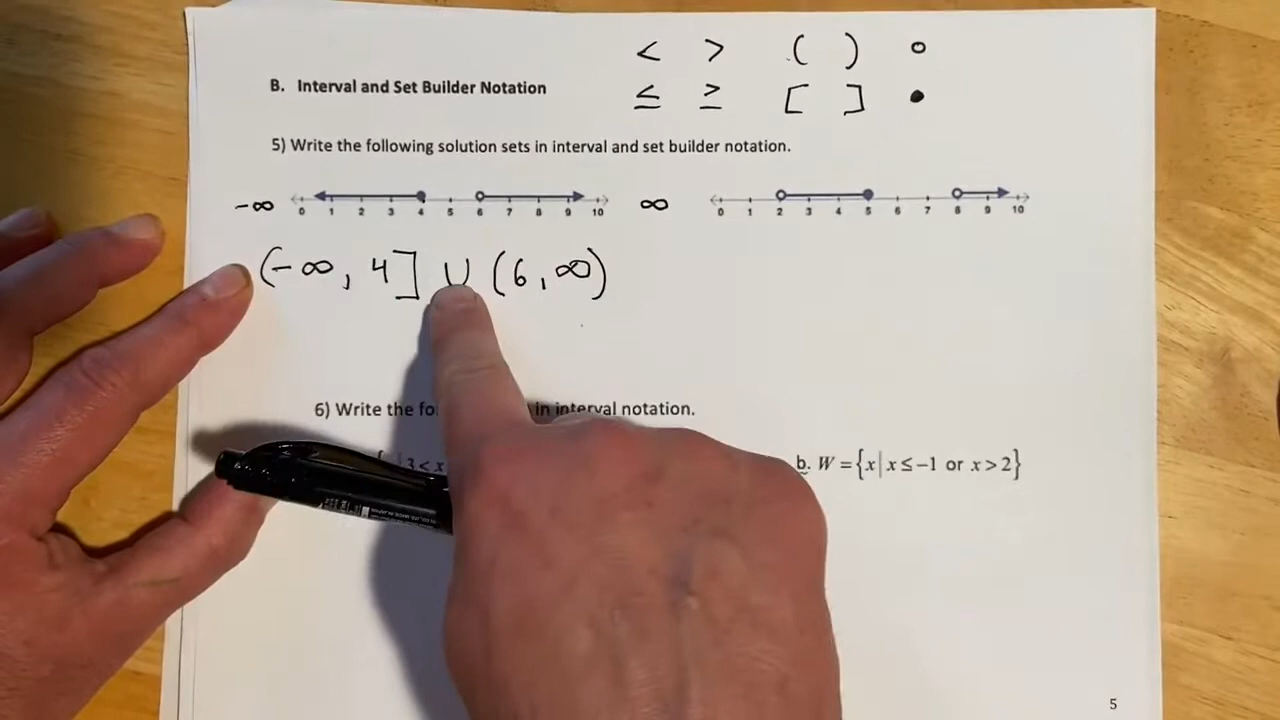 < > ( ) ○
B. Interval and Set Builder Notation
≤ ≥ [ ] ●
5) Write the following solution sets in interval and set builder notation.
-∞ 0 1 2 3 4 5 6 7 8 9 10 ∞ 0 1 2 3 4 5 6 7 8 9 10
(-∞, 4] ∪ (6, ∞)
6) Write the in interval notation.
3 < x b. W = {x | x ≤ -1 or x > 2}
5